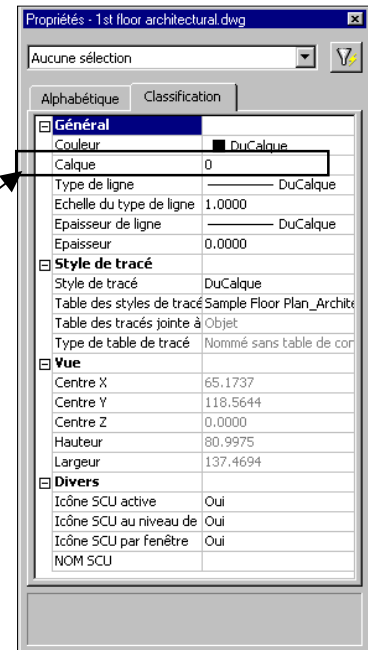 Propriétés - 1st floor architectural.dwg
Aucune sélection
Alphabétique Classification
Général
Couleur DuCalque
Calque 0
Type de ligne DuCalque
Echelle du type de ligne 1.0000
Epaisseur de ligne DuCalque
Epaisseur 0.0000
Style de tracé
Style de tracé DuCalque
Table des styles de tracé Sample Floor Plan_Archite
Table des tracés jointe à Objet
Type de table de tracé Nommé sans table de cor
Vue
Centre X 65.1737
Centre Y 118.5644
Centre Z 0.0000
Hauteur 80.9975
Largeur 137.4694
Divers
Icône SCU active Oui
Icône SCU au niveau de Oui
Icône SCU par fenêtre Oui
NOM SCU